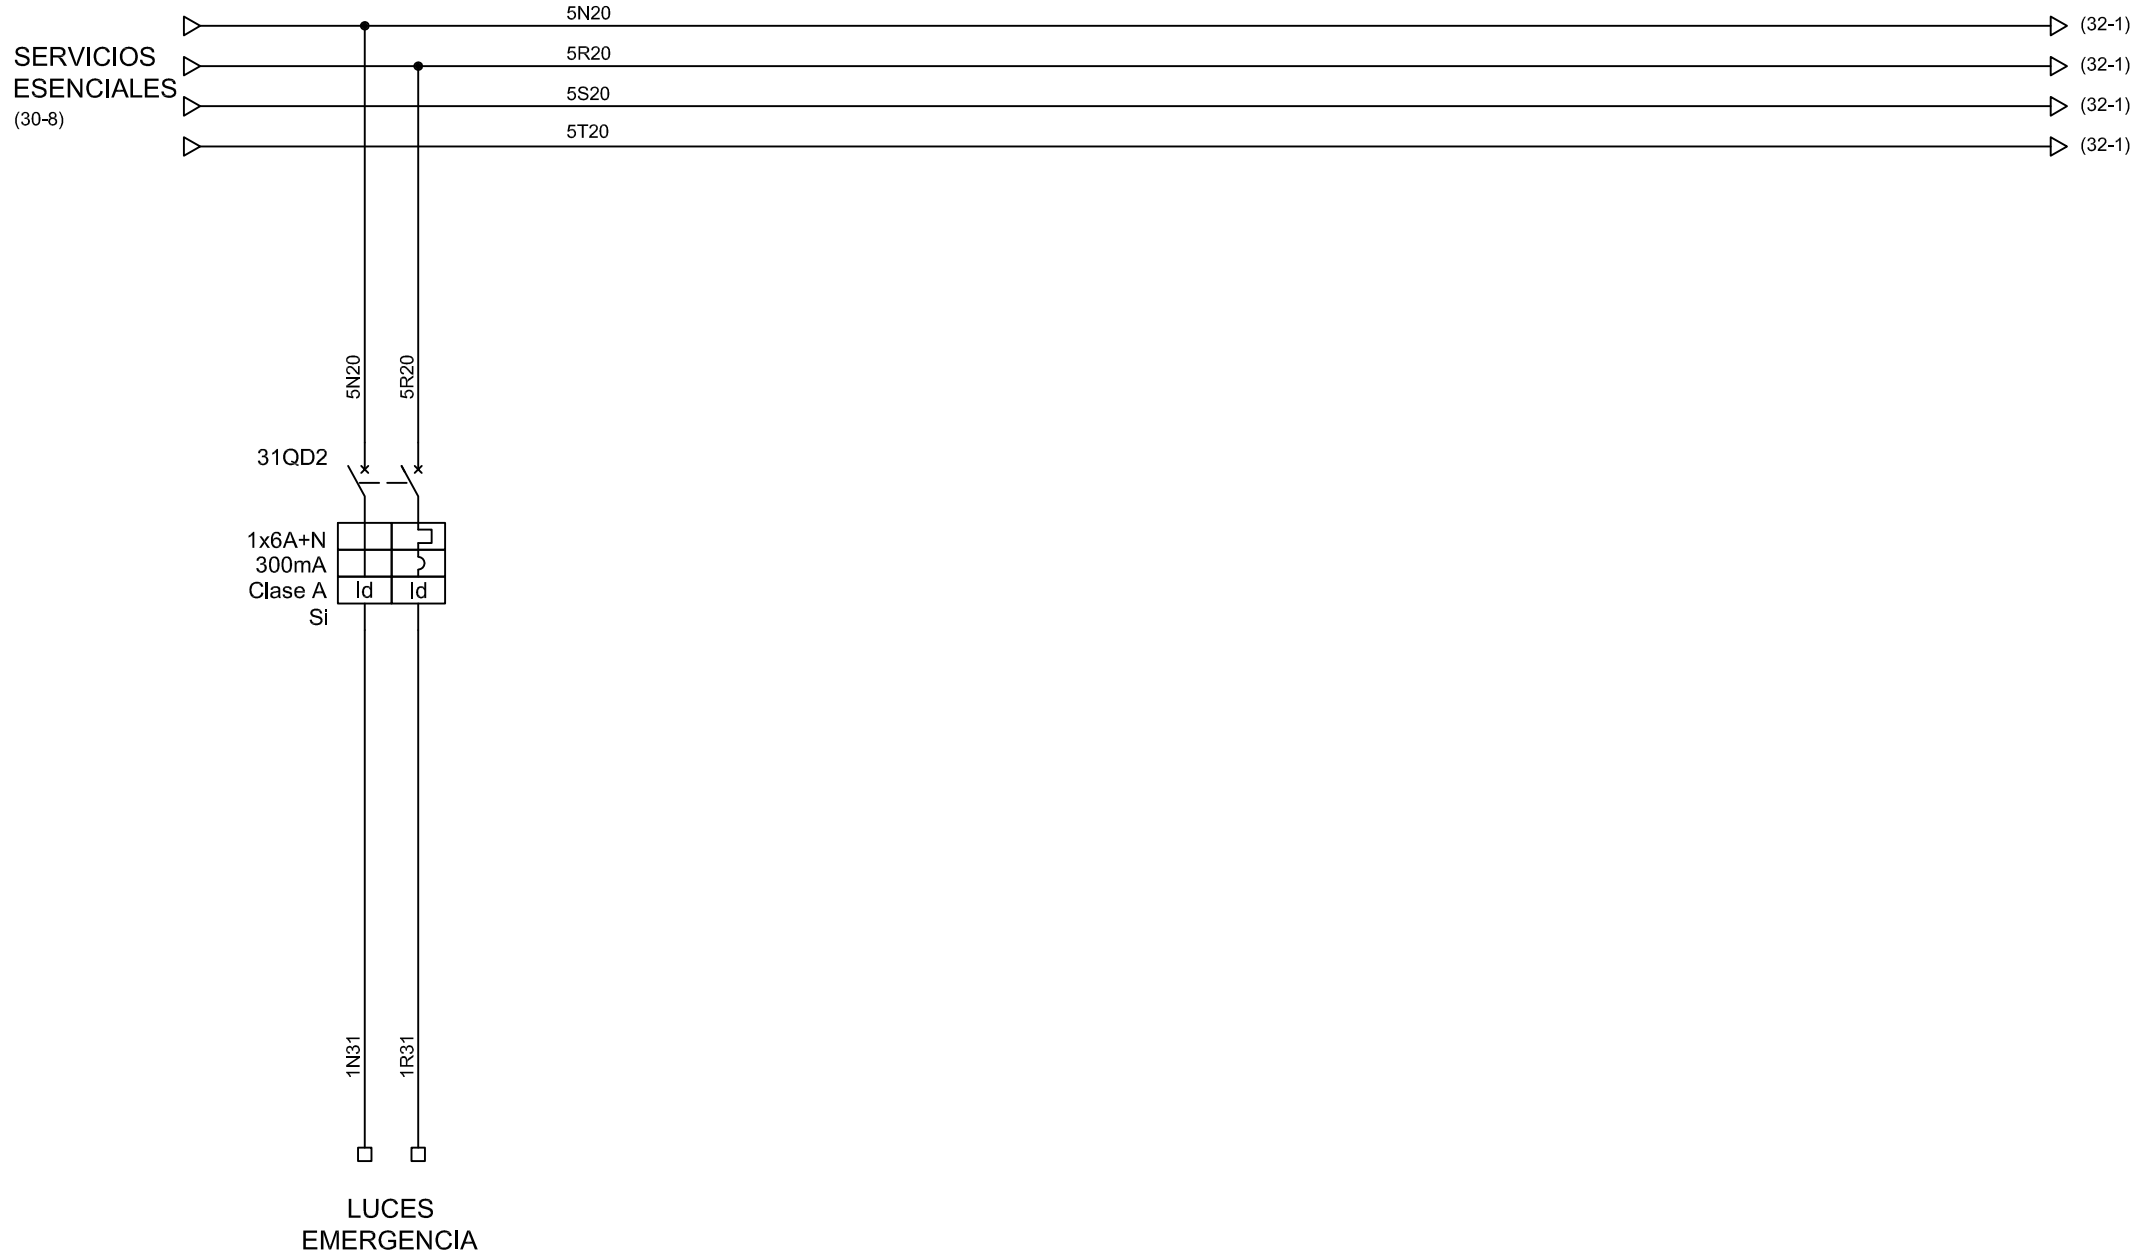 5N20
(32-1)
SERVICIOS
ESENCIALES
(30-8)
5R20
(32-1)
5S20
(32-1)
5T20
(32-1)
5N20
5R20
31QD2
1x6A+N
300mA
Clase A
Si
Id
Id
1N31
1R31
LUCES
EMERGENCIA